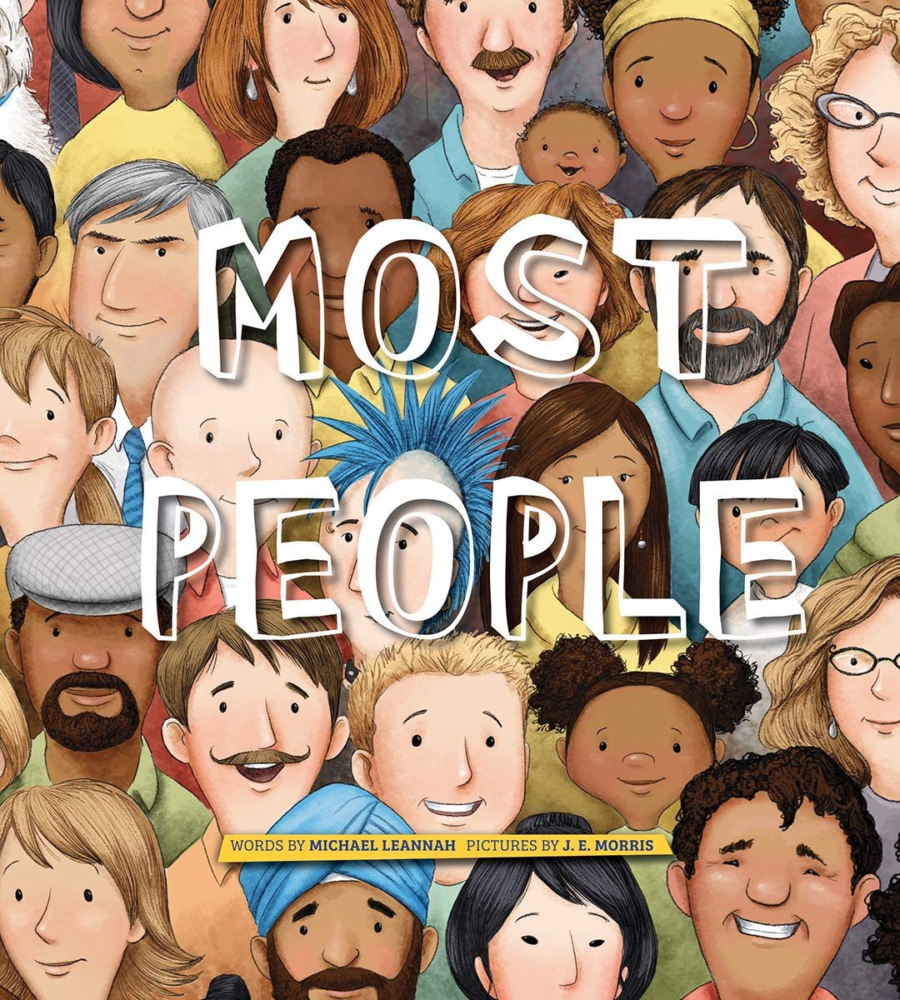 MOST
PEOPLE
WORDS BY MICHAEL LEANNAH PICTURES BY J. E. MORRIS